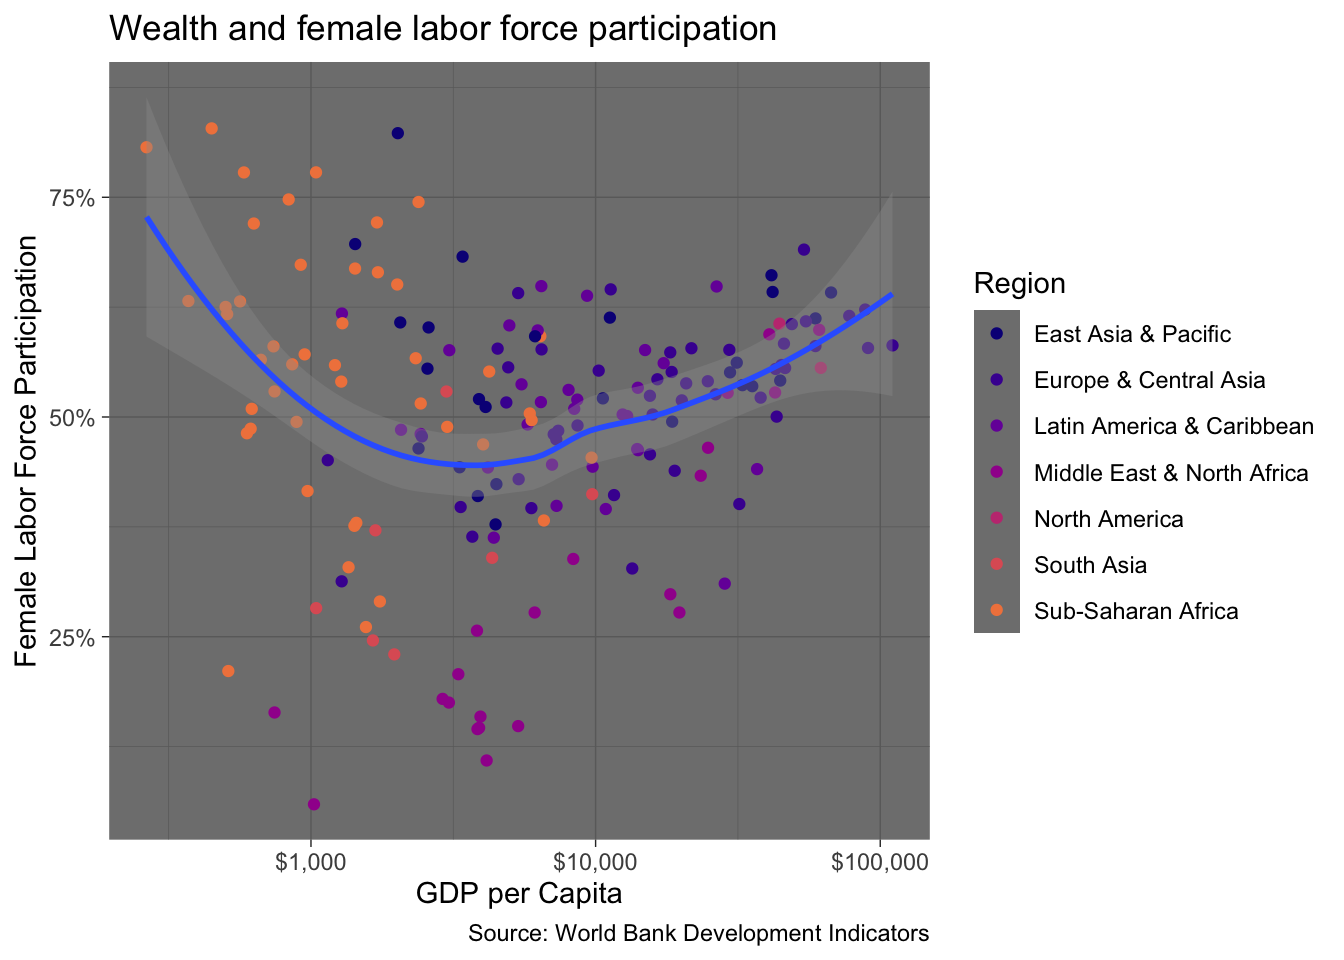 Wealth and female labor force participation
Female Labor Force Participation
75%
50%
25%
$1,000
$10,000
$100,000
GDP per Capita
Source: World Bank Development Indicators
Region
East Asia & Pacific
Europe & Central Asia
Latin America & Caribbean
Middle East & North Africa
North America
South Asia
Sub-Saharan Africa